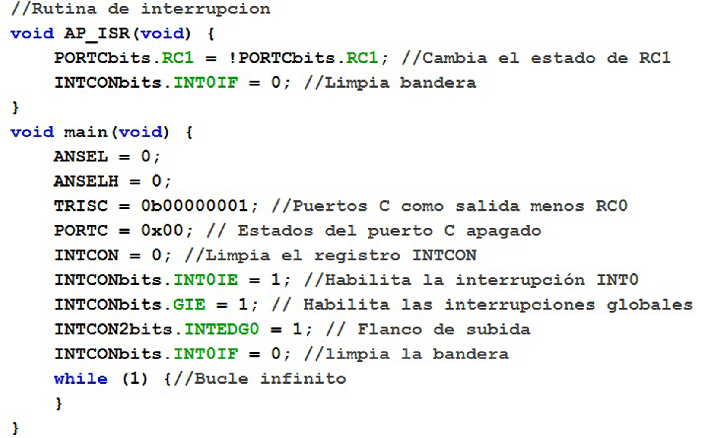 //Rutina de interrupcion
void AP_ISR(void) {
PORTCbits.RC1 = !PORTCbits.RC1; //Cambia el estado de RC1
INTCONbits.INT0IF = 0; //Limpia bandera
}
void main(void) {
ANSEL = 0;
ANSELH = 0;
TRISC = 0b00000001; //Puertos C como salida menos RC0
PORTC = 0x00; // Estados del puerto C apagado
INTCON = 0; //Limpia el registro INTCON
INTCONbits.INT0IE = 1; //Habilita la interrupción INT0
INTCONbits.GIE = 1; // Habilita las interrupciones globales
INTCON2bits.INTEDG0 = 1; // Flanco de subida
INTCONbits.INT0IF = 0; //limpia la bandera
while (1) {//Bucle infinito
}
}